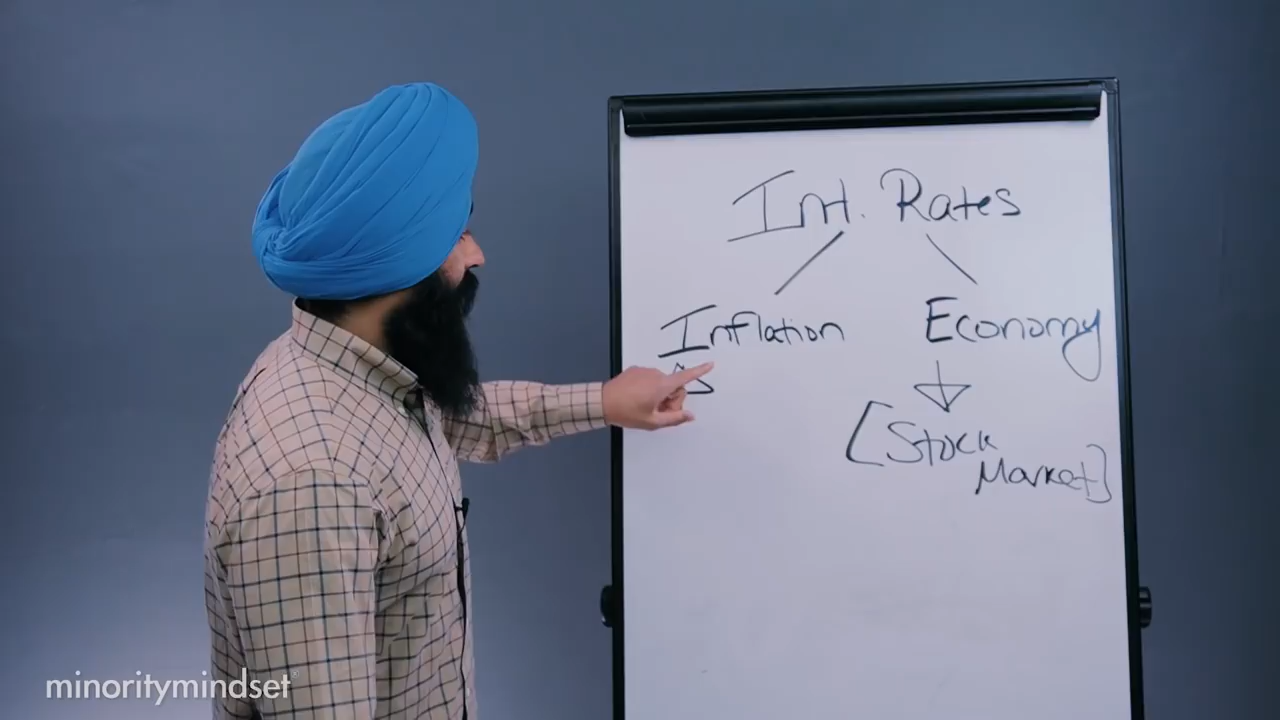 Int. Rates
Inflation Economy
[Stock
Market]
minoritymindset